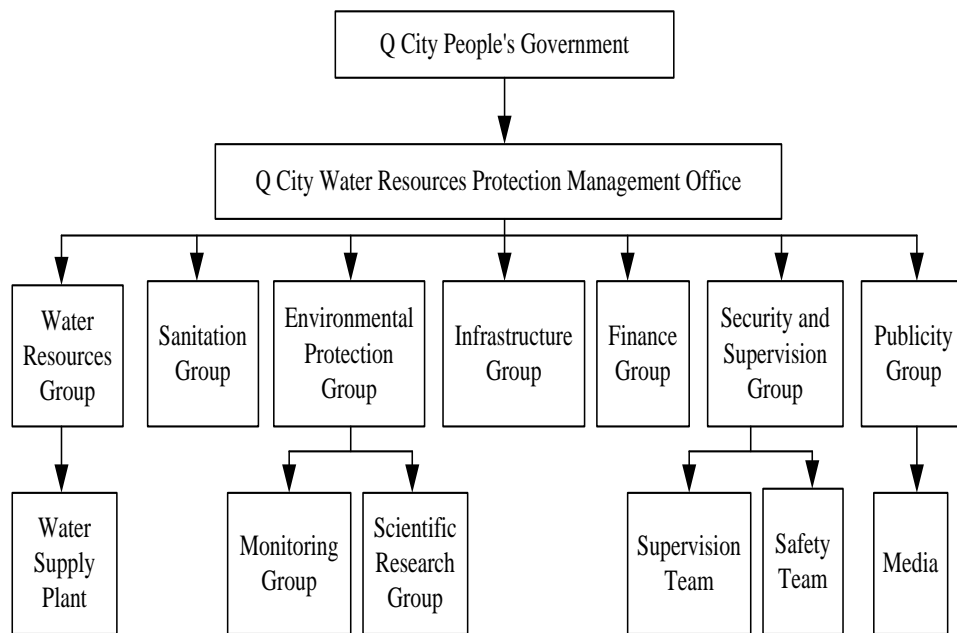 Q City People's Government
Q City Water Resources Protection Management Office
Water
Resources
Group
Sanitation
Group
Environmental
Protection
Group
Infrastructure
Group
Finance
Group
Security and
Supervision
Group
Publicity
Group
Water
Supply
Plant
Monitoring
Group
Scientific
Research
Group
Supervision
Team
Safety
Team
Media